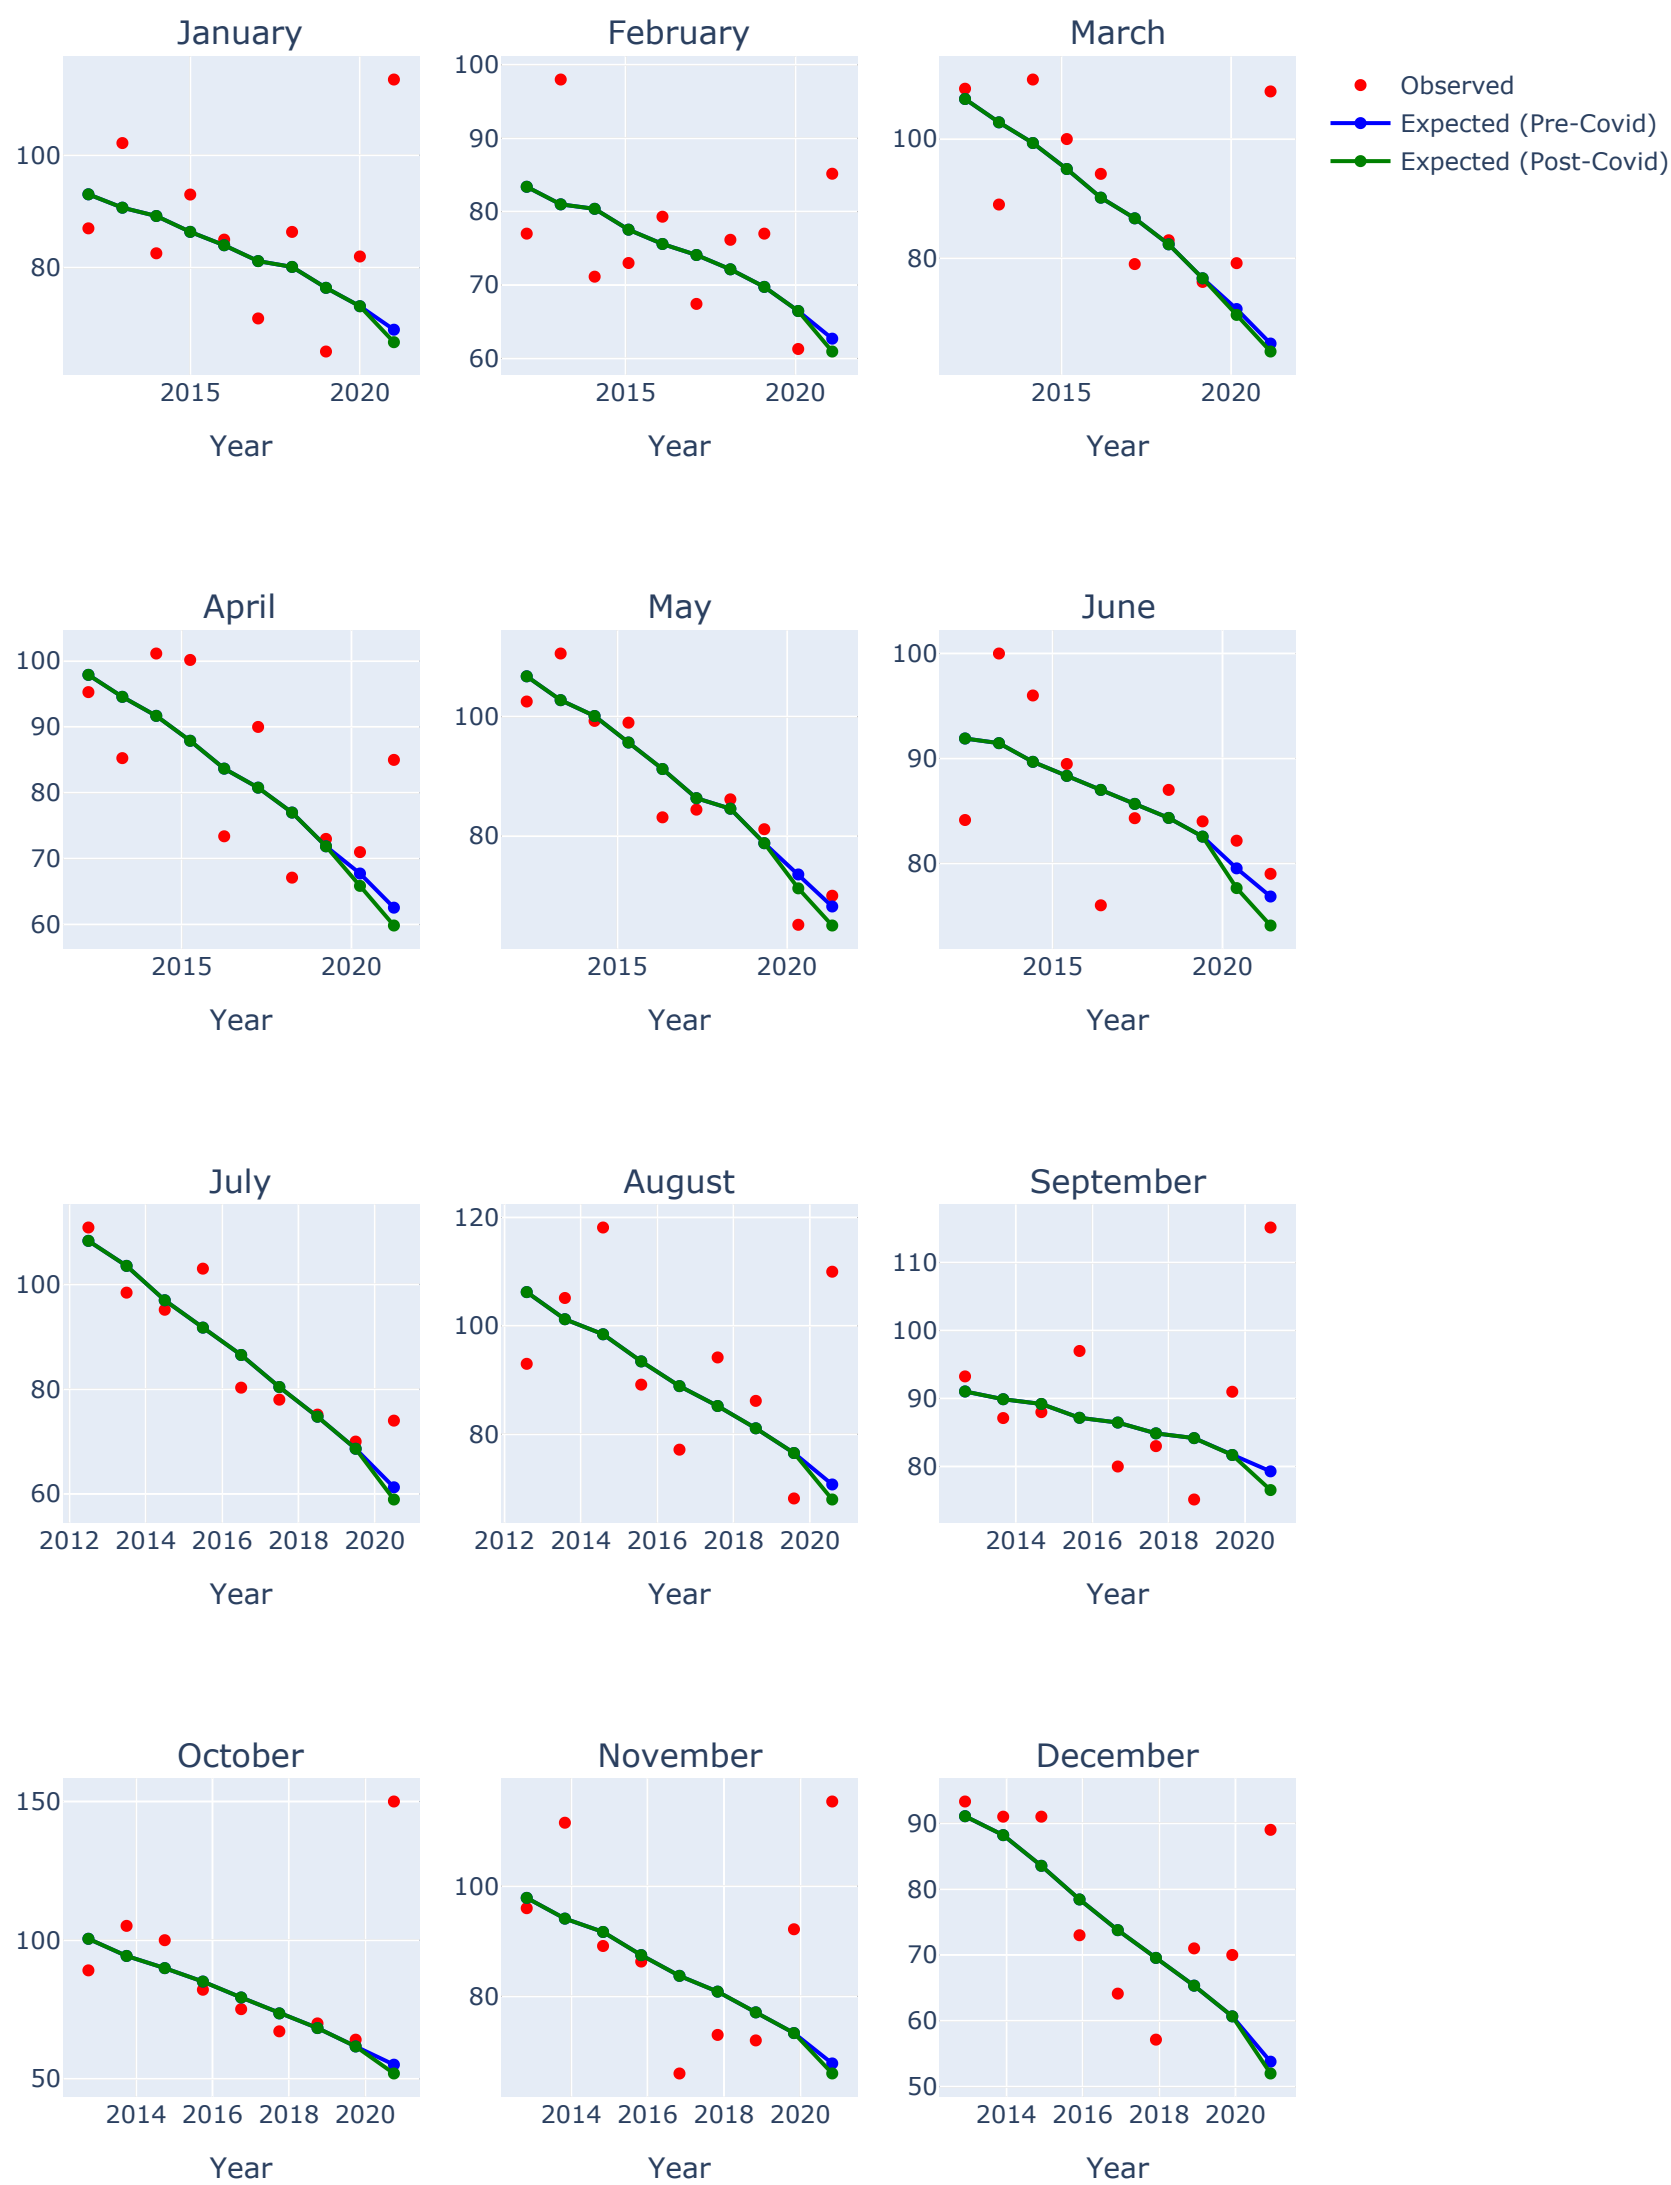 January
February
March
100
80
2015
2020
Year
100
90
80
70
60
2015
2020
Year
100
80
2015
2020
Year
Observed
Expected (Pre-Covid)
Expected (Post-Covid)
April
May
June
100
90
80
70
60
2015
2020
Year
100
80
2015
2020
Year
100
90
80
2015
2020
Year
July
August
September
100
80
60
2012
2014
2016
2018
2020
Year
120
100
80
2012
2014
2016
2018
2020
Year
110
100
90
80
2014
2016
2018
2020
Year
October
November
December
150
100
50
2014
2016
2018
2020
Year
100
80
2014
2016
2018
2020
Year
90
80
70
60
50
2014
2016
2018
2020
Year